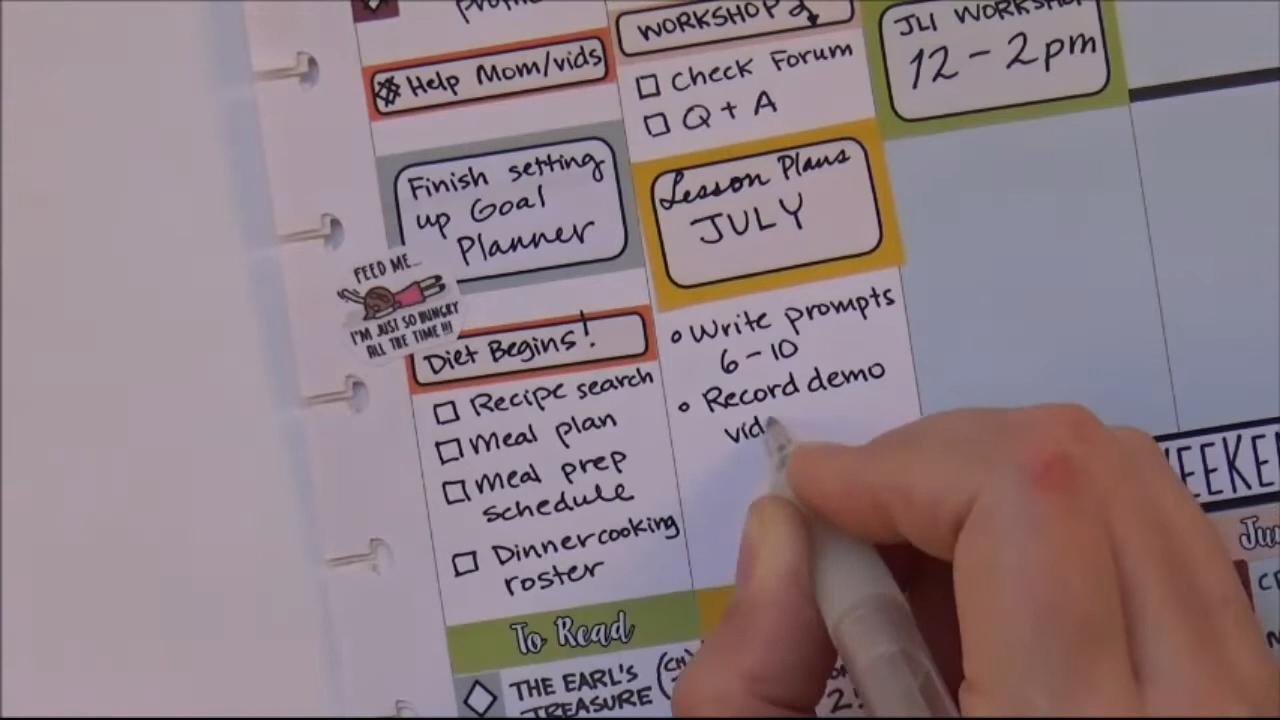 Help Mom/vids
Finish setting
up Goal
Planner
FEED ME...
I'M JUST SO HUNGRY
ALL THE TIME!!!
Diet Begins!
Recipe search
Meal plan
Meal prep
schedule
Dinner cooking
roster
To Read
THE EARL'S
TREASURE
WORKSHOP
Check Forum
Q + A
Lesson Plans
JULY
Write prompts
6-10
Record demo
vid
2!
JLI WORKSHOP
12-2pm